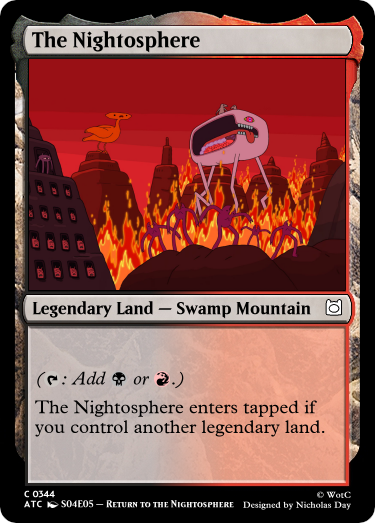 The Nightosphere
Legendary Land — Swamp Mountain
(: Add or .)
The Nightosphere enters tapped if
you control another legendary land.
C 0344
ATC S04E05 – Return to the Nightosphere
© WotC
Designed by Nicholas Day